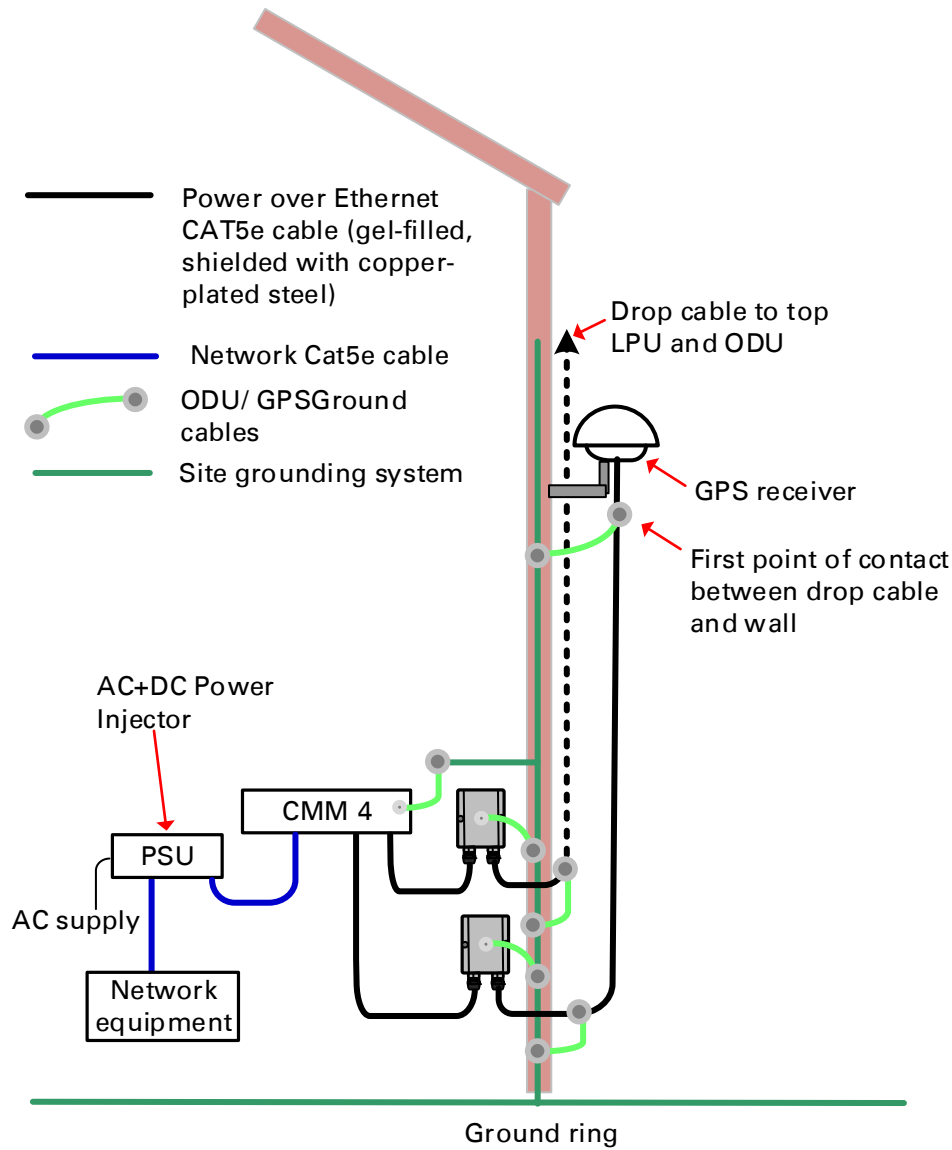 Power over Ethernet
CAT5e cable (gel-filled,
shielded with copper-
plated steel)
Network Cat5e cable
ODU/ GPSGround
cables
Site grounding system
Drop cable to top
LPU and ODU
GPS receiver
First point of contact
between drop cable
and wall
AC+DC Power
Injector
CMM 4
PSU
AC supply
Network
equipment
Ground ring